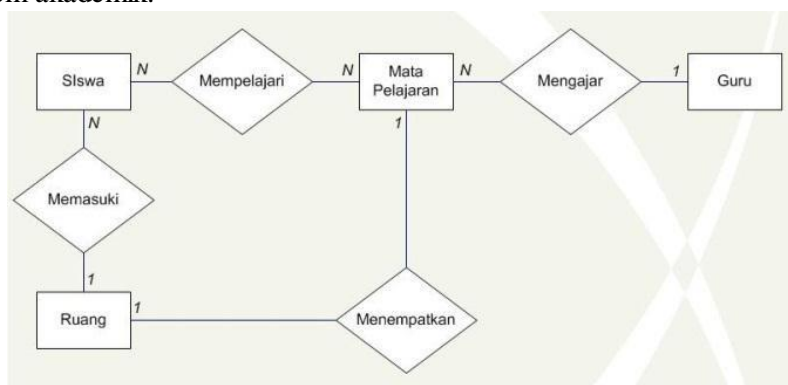 SIswa
N
Mempelajari
N
Mata
Pelajaran
N
Mengajar
1
Guru
N
1
Memasuki
1
Ruang
1
Menempatkan